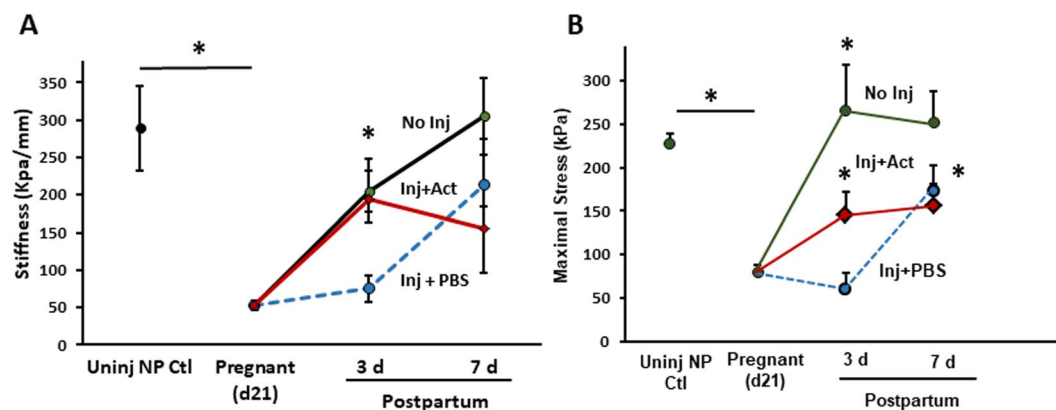 A
*
Stiffness (Kpa/mm)
350
300
250
200
150
100
50
0
*
No Inj
Inj+Act
Inj + PBS
Uninj NP Ctl
Pregnant
(d21)
3 d
7 d
Postpartum
B
*
Maximal Stress (kPa)
300
250
200
150
100
50
0
*
No Inj
Inj+Act
*
*
Inj+PBS
Uninj NP
Ctl
Pregnant
(d21)
3 d
7 d
Postpartum